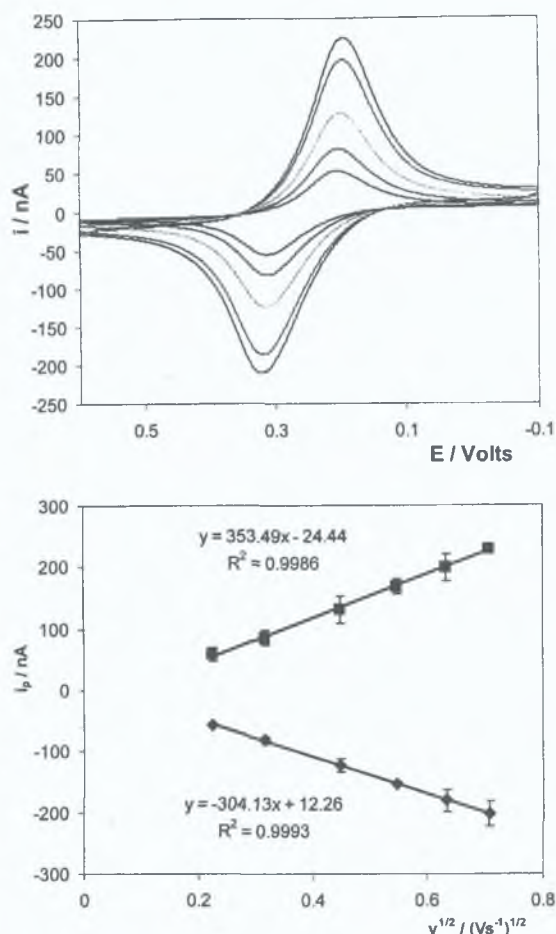 250
200
150
100
50
0
-50
-100
-150
-200
-250
i / nA
0.5 0.3 0.1 -0.1
E / Volts
300
200
100
0
-100
-200
-300
i_p / nA
y = 353.49x - 24.44
R² = 0.9986
y = -304.13x + 12.26
R² = 0.9993
0 0.2 0.4 0.6 0.8
v^1/2 / (Vs^-1)^1/2